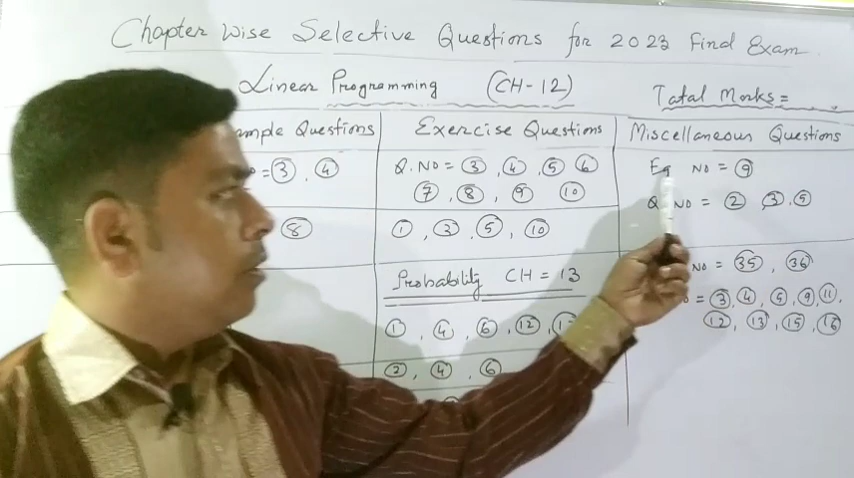 Chapter Wise Selective Questions for 2023 Find Exam
Linear Programming (CH-12)
Tatal Marks=
mple Questions
Exercise Questions
Miscellaneous Questions
= 3, 4
Q. NO = 3, 4, 5 6
7, 8, 9 10
Eg NO = 9
Q NO = 2, 3, 5
8
1, 3, 5, 10
NO = 35, 36
Probability CH = 13
= 3, 4, 5, 9, 11,
12, 13, 15, 16
1, 4, 6, 12,
2, 4, 6